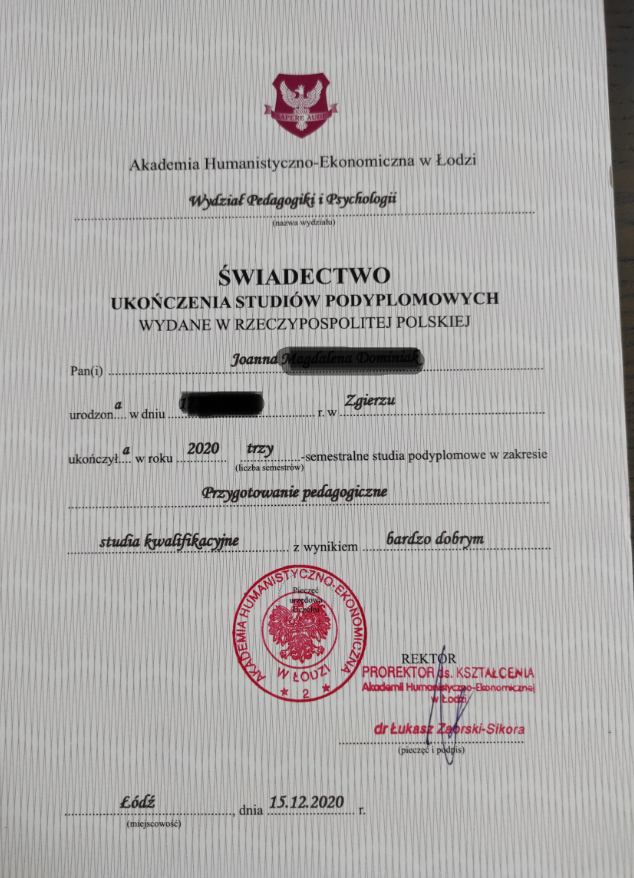 Akademia Humanistyczno-Ekonomiczna w Łodzi
Wydział Pedagogiki i Psychologii
(nazwa wydziału)
ŚWIADECTWO
UKOŃCZENIA STUDIÓW PODYPLOMOWYCH
WYDANE W RZECZYPOSPOLITEJ POLSKIEJ
Pan(i) Joanna
urodzon a w dniu r. w Zgierzu
ukończył a w roku 2020 trzy -semestralne studia podyplomowe w zakresie
(liczba semestrów)
Przygotowanie pedagogiczne
studia kwalifikacyjne z wynikiem bardzo dobrym
AKADEMIA HUMANISTYCZNO-EKONOMICZNA
W ŁODZI
2
Pieczęć
urzędowa
REKTOR
PROREKTOR ds. KSZTAŁCENIA
Akademii Humanistyczno-Ekonomicznej
w Łodzi
dr Łukasz Zaorski-Sikora
(pieczęć i podpis)
Łódź, dnia 15.12.2020 r.
(miejscowość)